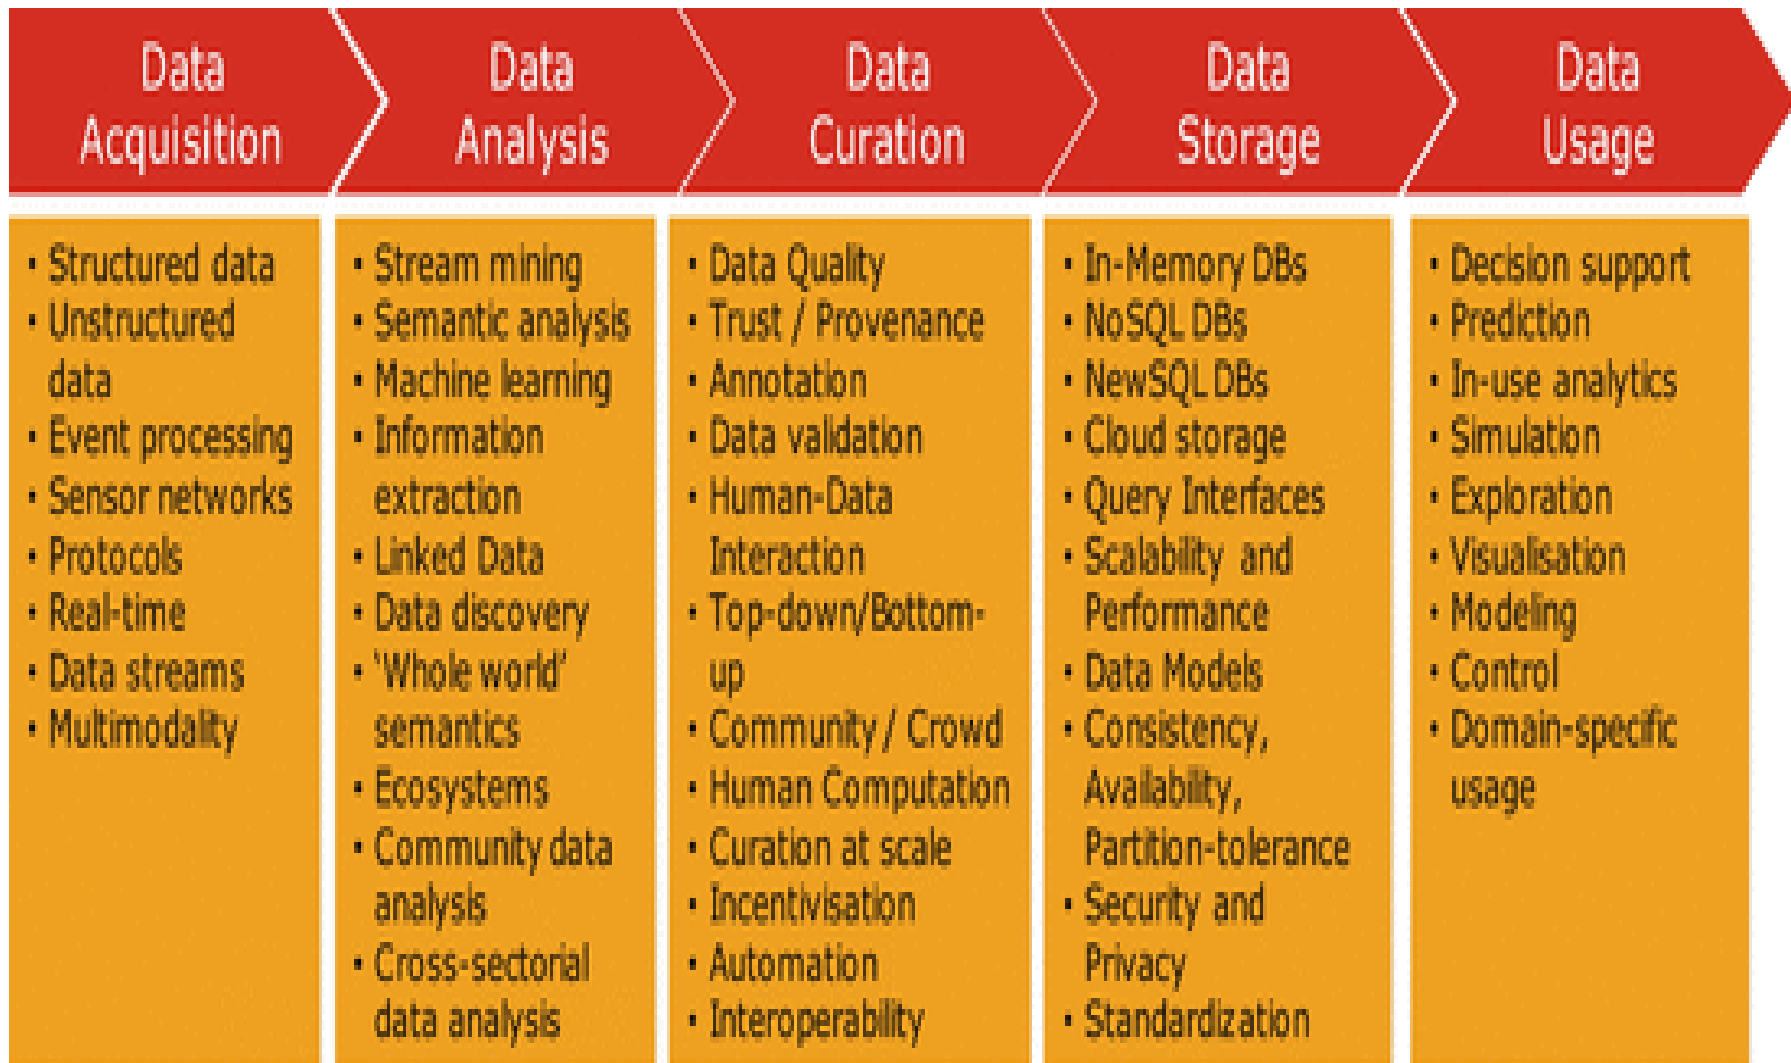 Data
Acquisition
Data
Analysis
Data
Curation
Data
Storage
Data
Usage
• Structured data
• Unstructured
data
• Event processing
• Sensor networks
• Protocols
• Real-time
• Data streams
• Multimodality
• Stream mining
• Semantic analysis
• Machine learning
• Information
extraction
• Linked Data
• Data discovery
• ‘Whole world’
semantics
• Ecosystems
• Community data
analysis
• Cross-sectorial
data analysis
• Data Quality
• Trust / Provenance
• Annotation
• Data validation
• Human-Data
Interaction
• Top-down/Bottom-
up
• Community / Crowd
• Human Computation
• Curation at scale
• Incentivisation
• Automation
• Interoperability
• In-Memory DBs
• NoSQL DBs
• NewSQL DBs
• Cloud storage
• Query Interfaces
• Scalability and
Performance
• Data Models
• Consistency,
Availability,
Partition-tolerance
• Security and
Privacy
• Standardization
• Decision support
• Prediction
• In-use analytics
• Simulation
• Exploration
• Visualisation
• Modeling
• Control
• Domain-specific
usage